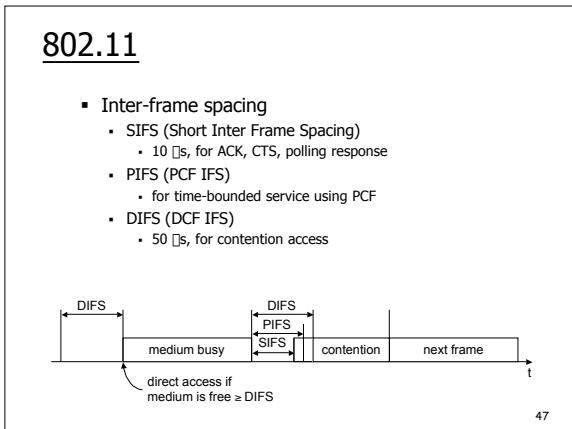 802.11
▪ Inter-frame spacing
▪ SIFS (Short Inter Frame Spacing)
▪ 10 □s, for ACK, CTS, polling response
▪ PIFS (PCF IFS)
▪ for time-bounded service using PCF
▪ DIFS (DCF IFS)
▪ 50 □s, for contention access
DIFS
DIFS
PIFS
SIFS
medium busy
contention
next frame
t
direct access if
medium is free ≥ DIFS
47